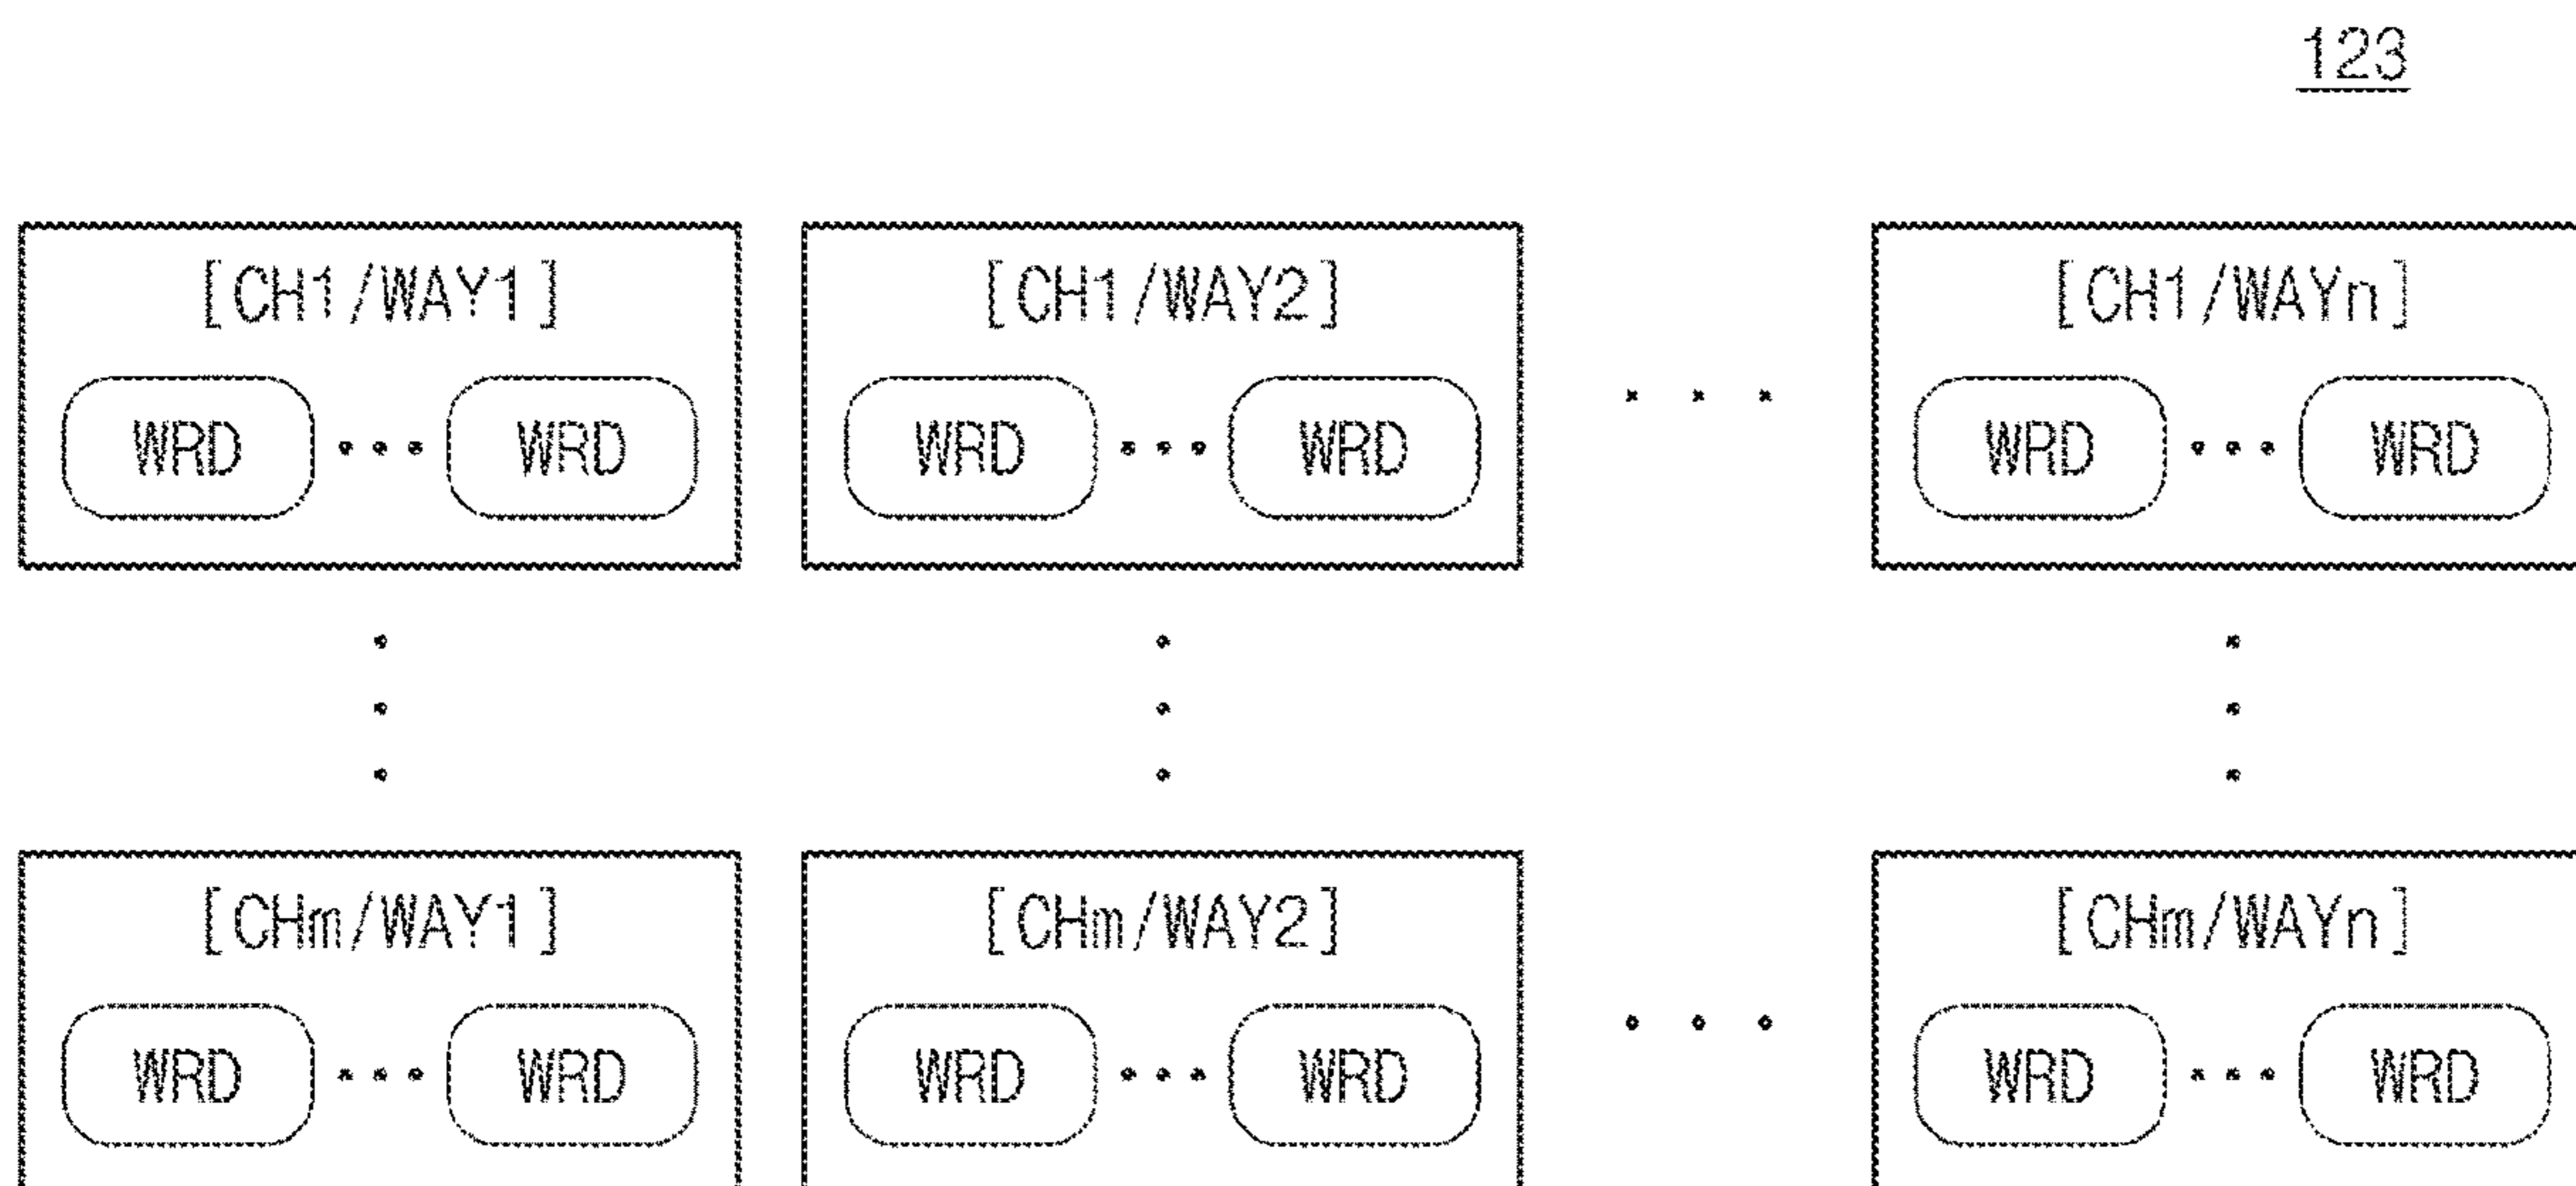 123
[CH1/WAY1] [CH1/WAY2] [CH1/WAYn]
WRD ... WRD WRD ... WRD ... WRD ... WRD
[CHm/WAY1] [CHm/WAY2] [CHm/WAYn]
WRD ... WRD WRD ... WRD ... WRD ... WRD